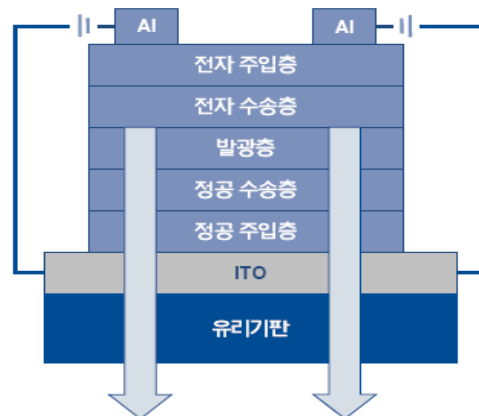 Al Al
전자 주입층
전자 수송층
발광층
정공 수송층
정공 주입층
ITO
유리기판